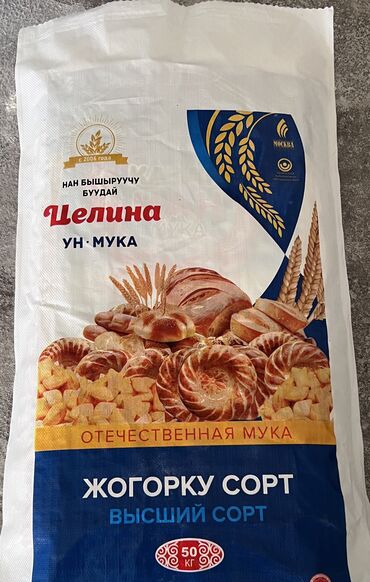 с 2006 года
МОСКВА
НАН БЫШЫРУУЧУ
БУУДАЙ
Целина
УН · МУКА
ОТЕЧЕСТВЕННАЯ МУКА
ЖОГОРКУ СОРТ
ВЫСШИЙ СОРТ
50
КГ